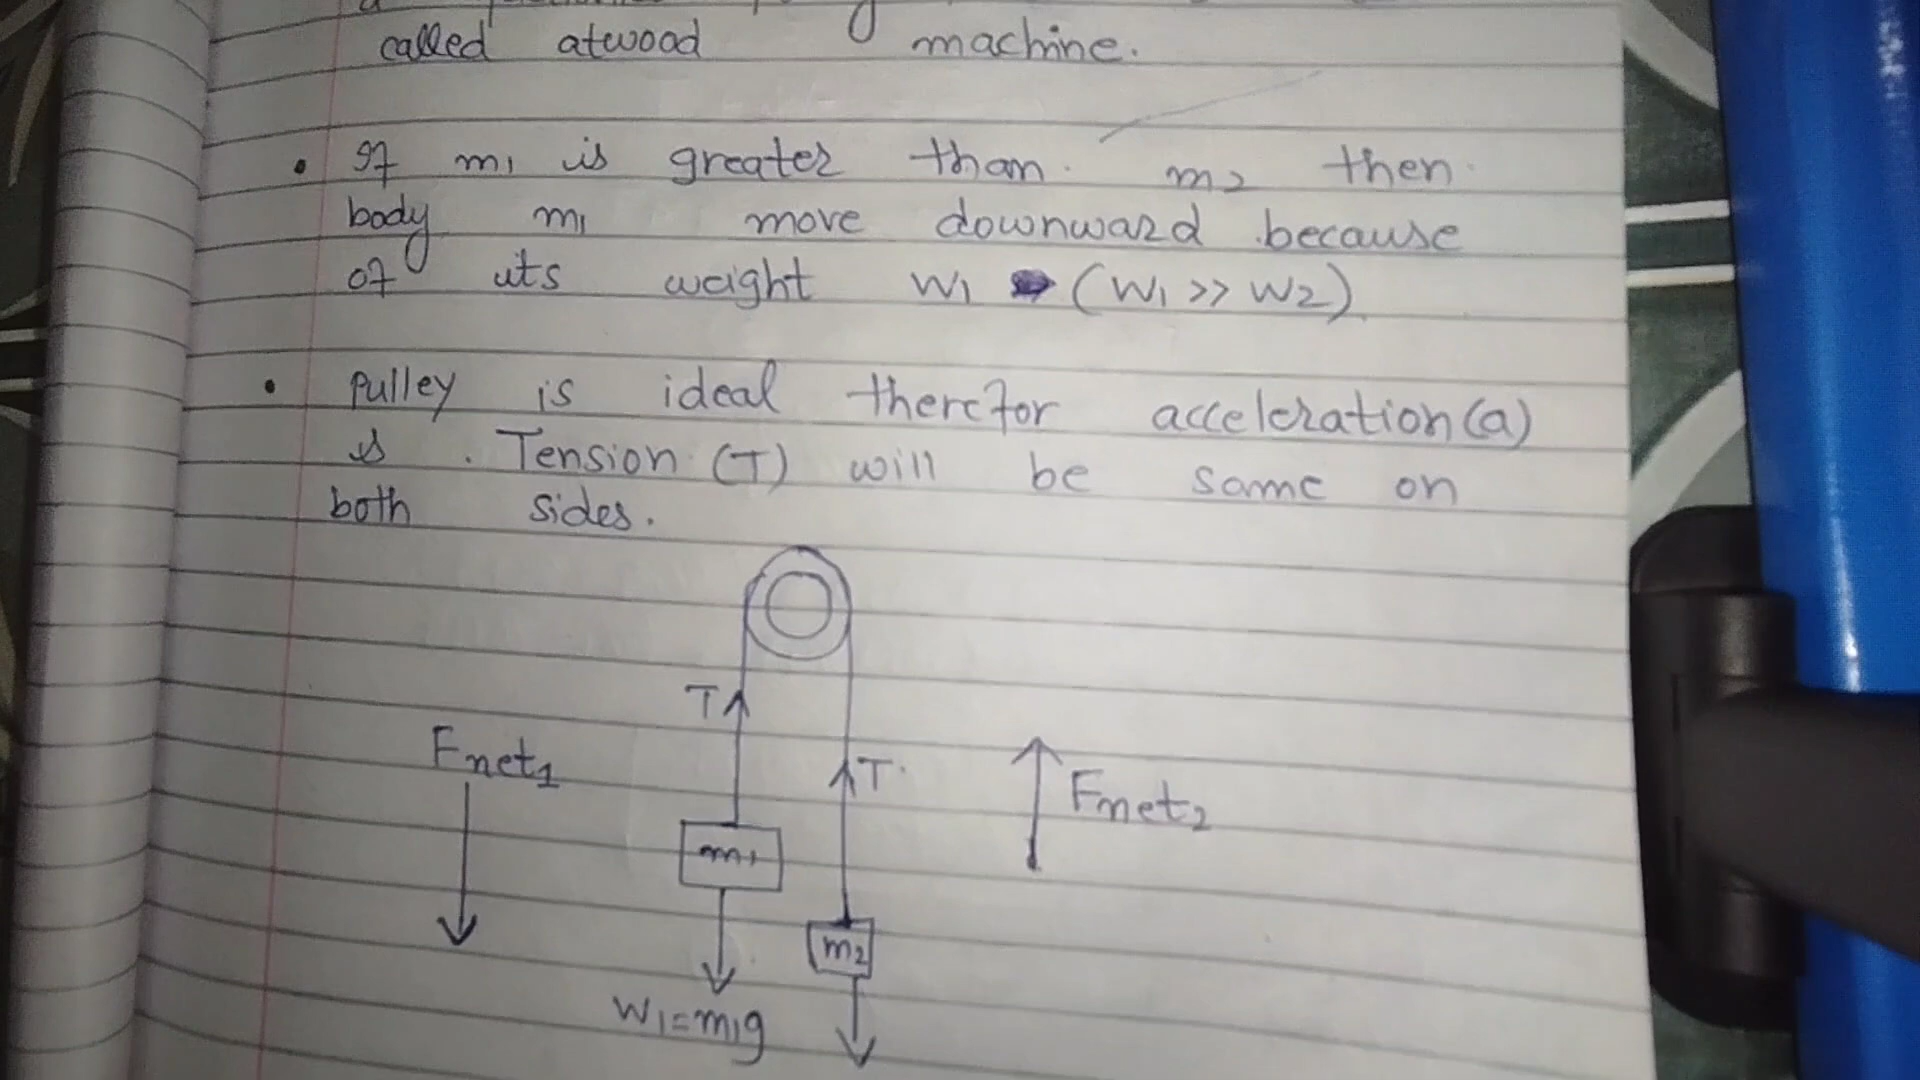 called atwood machine.
• If m1 is greater than m2 then
body m1 move downward because
of its weight W1 (W1 >> W2)
• Pulley is ideal therefor acceleration(a)
is . Tension (T) will be same on
both sides.
T
Fnet1
T
Fnet2
m1
m2
W1=m1g